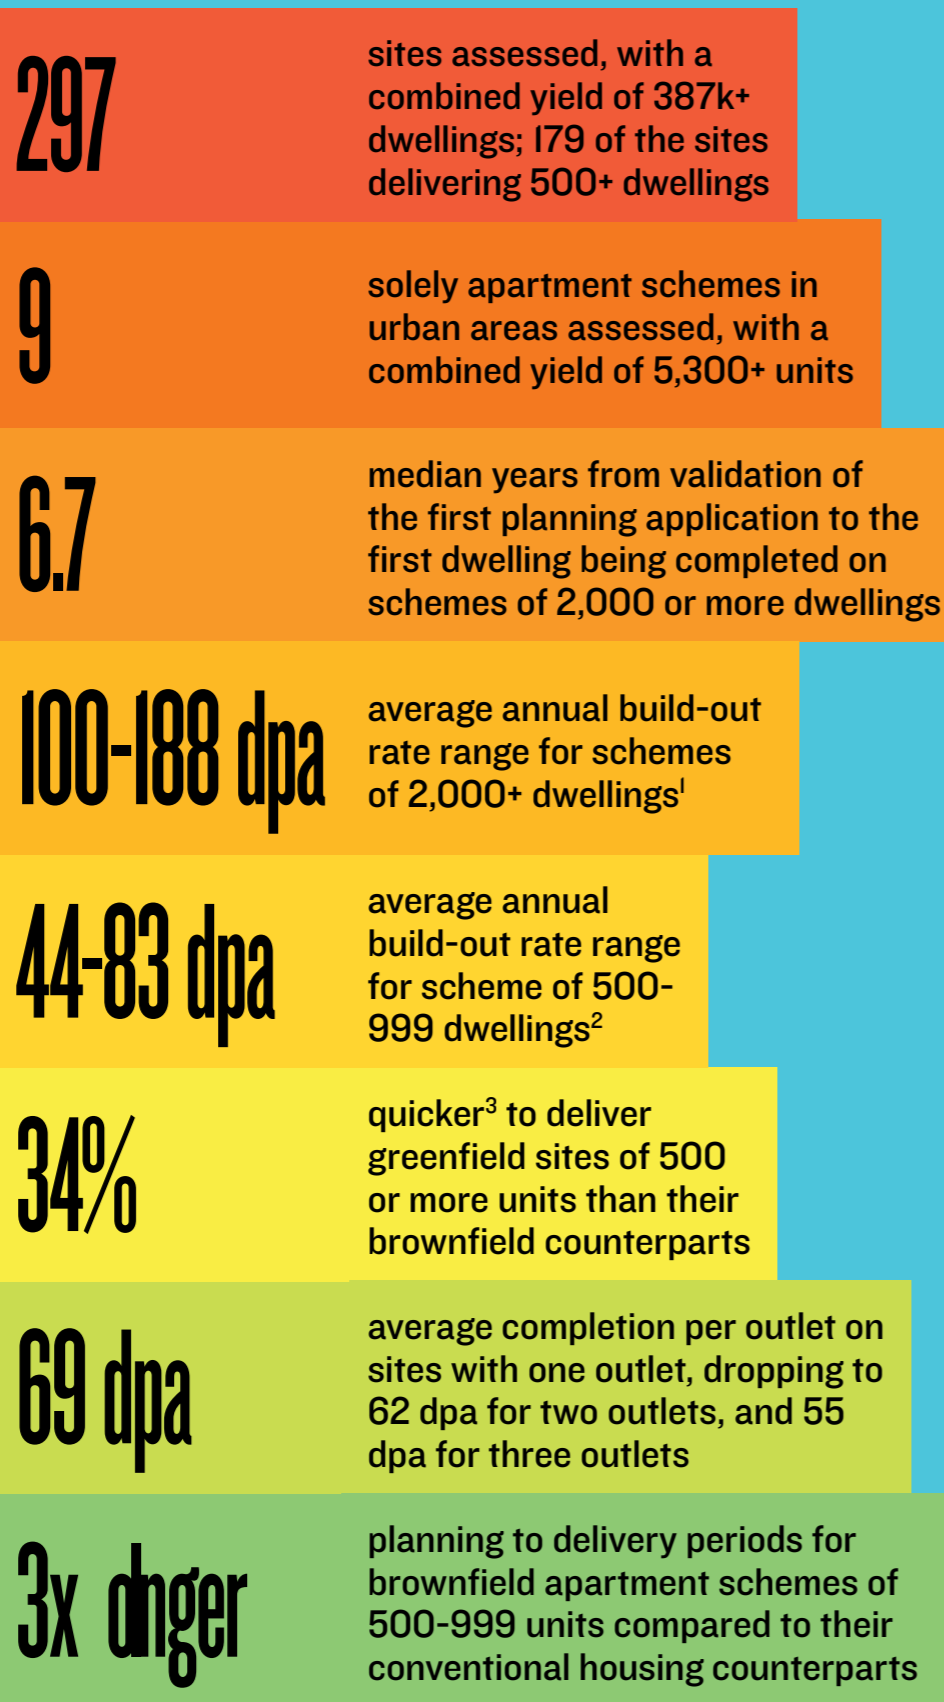 297
sites assessed, with a
combined yield of 387k+
dwellings; 179 of the sites
delivering 500+ dwellings
9
solely apartment schemes in
urban areas assessed, with a
combined yield of 5,300+ units
6.7
median years from validation of
the first planning application to the
first dwelling being completed on
schemes of 2,000 or more dwellings
100-188 dpa
average annual build-out
rate range for schemes
of 2,000+ dwellings¹
44-83 dpa
average annual
build-out rate range
for scheme of 500-
999 dwellings²
34%
quicker³ to deliver
greenfield sites of 500
or more units than their
brownfield counterparts
69 dpa
average completion per outlet on
sites with one outlet, dropping to
62 dpa for two outlets, and 55
dpa for three outlets
3x
planning to delivery periods for
brownfield apartment schemes of
500-999 units compared to their
conventional housing counterparts